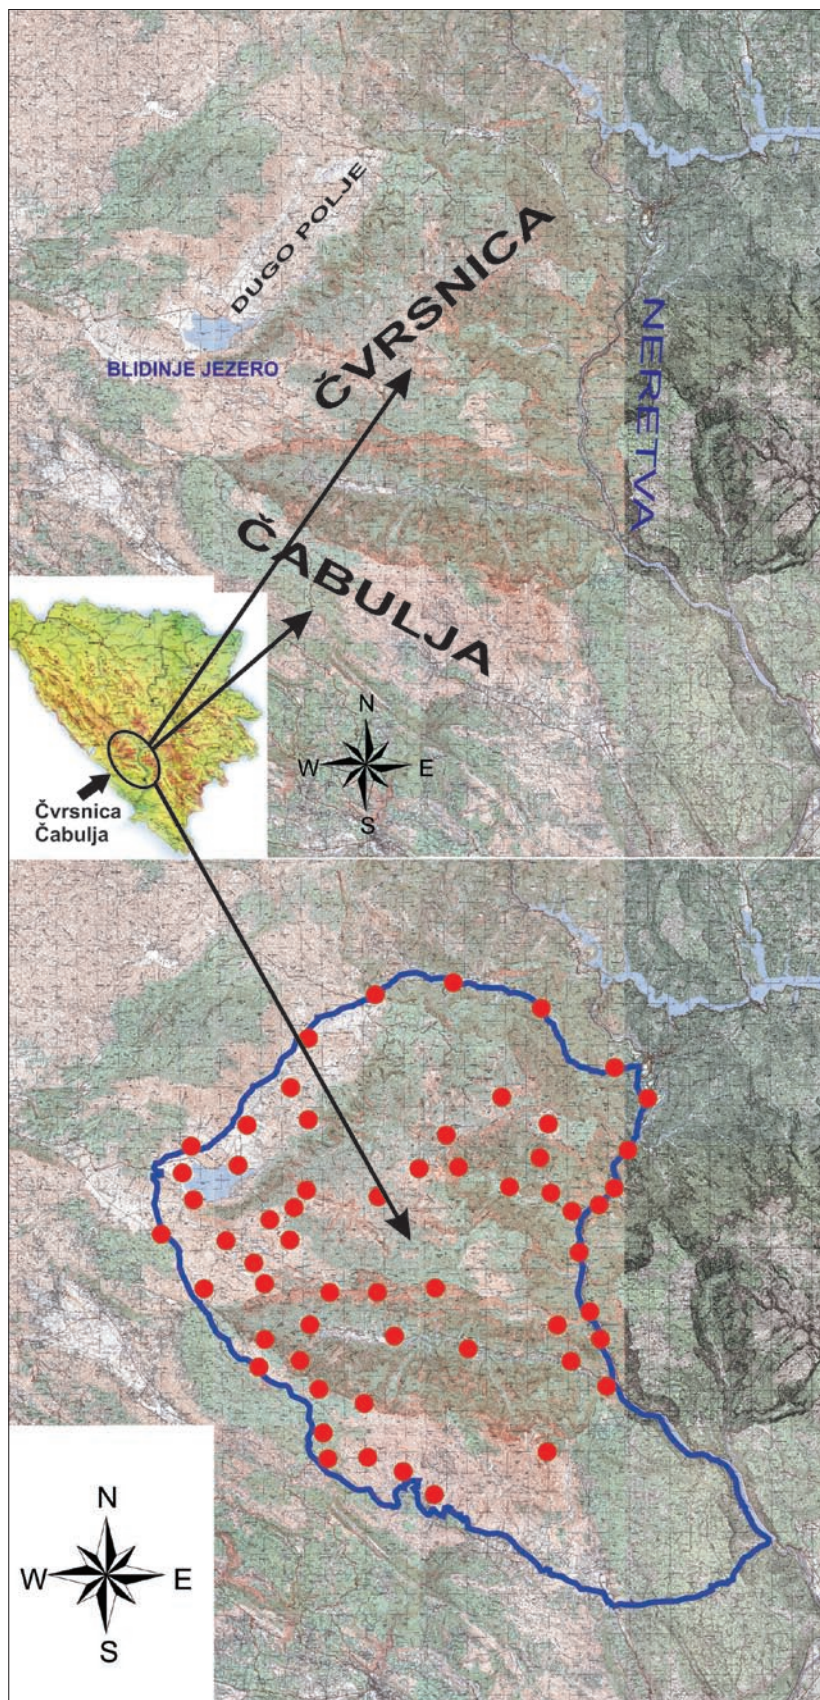 DUGO POLJE
ČVRSNICA
NERETVA
BLIDINJE JEZERO
ČABULJA
N
W
E
S
Čvrsnica
Čabulja
N
W
E
S